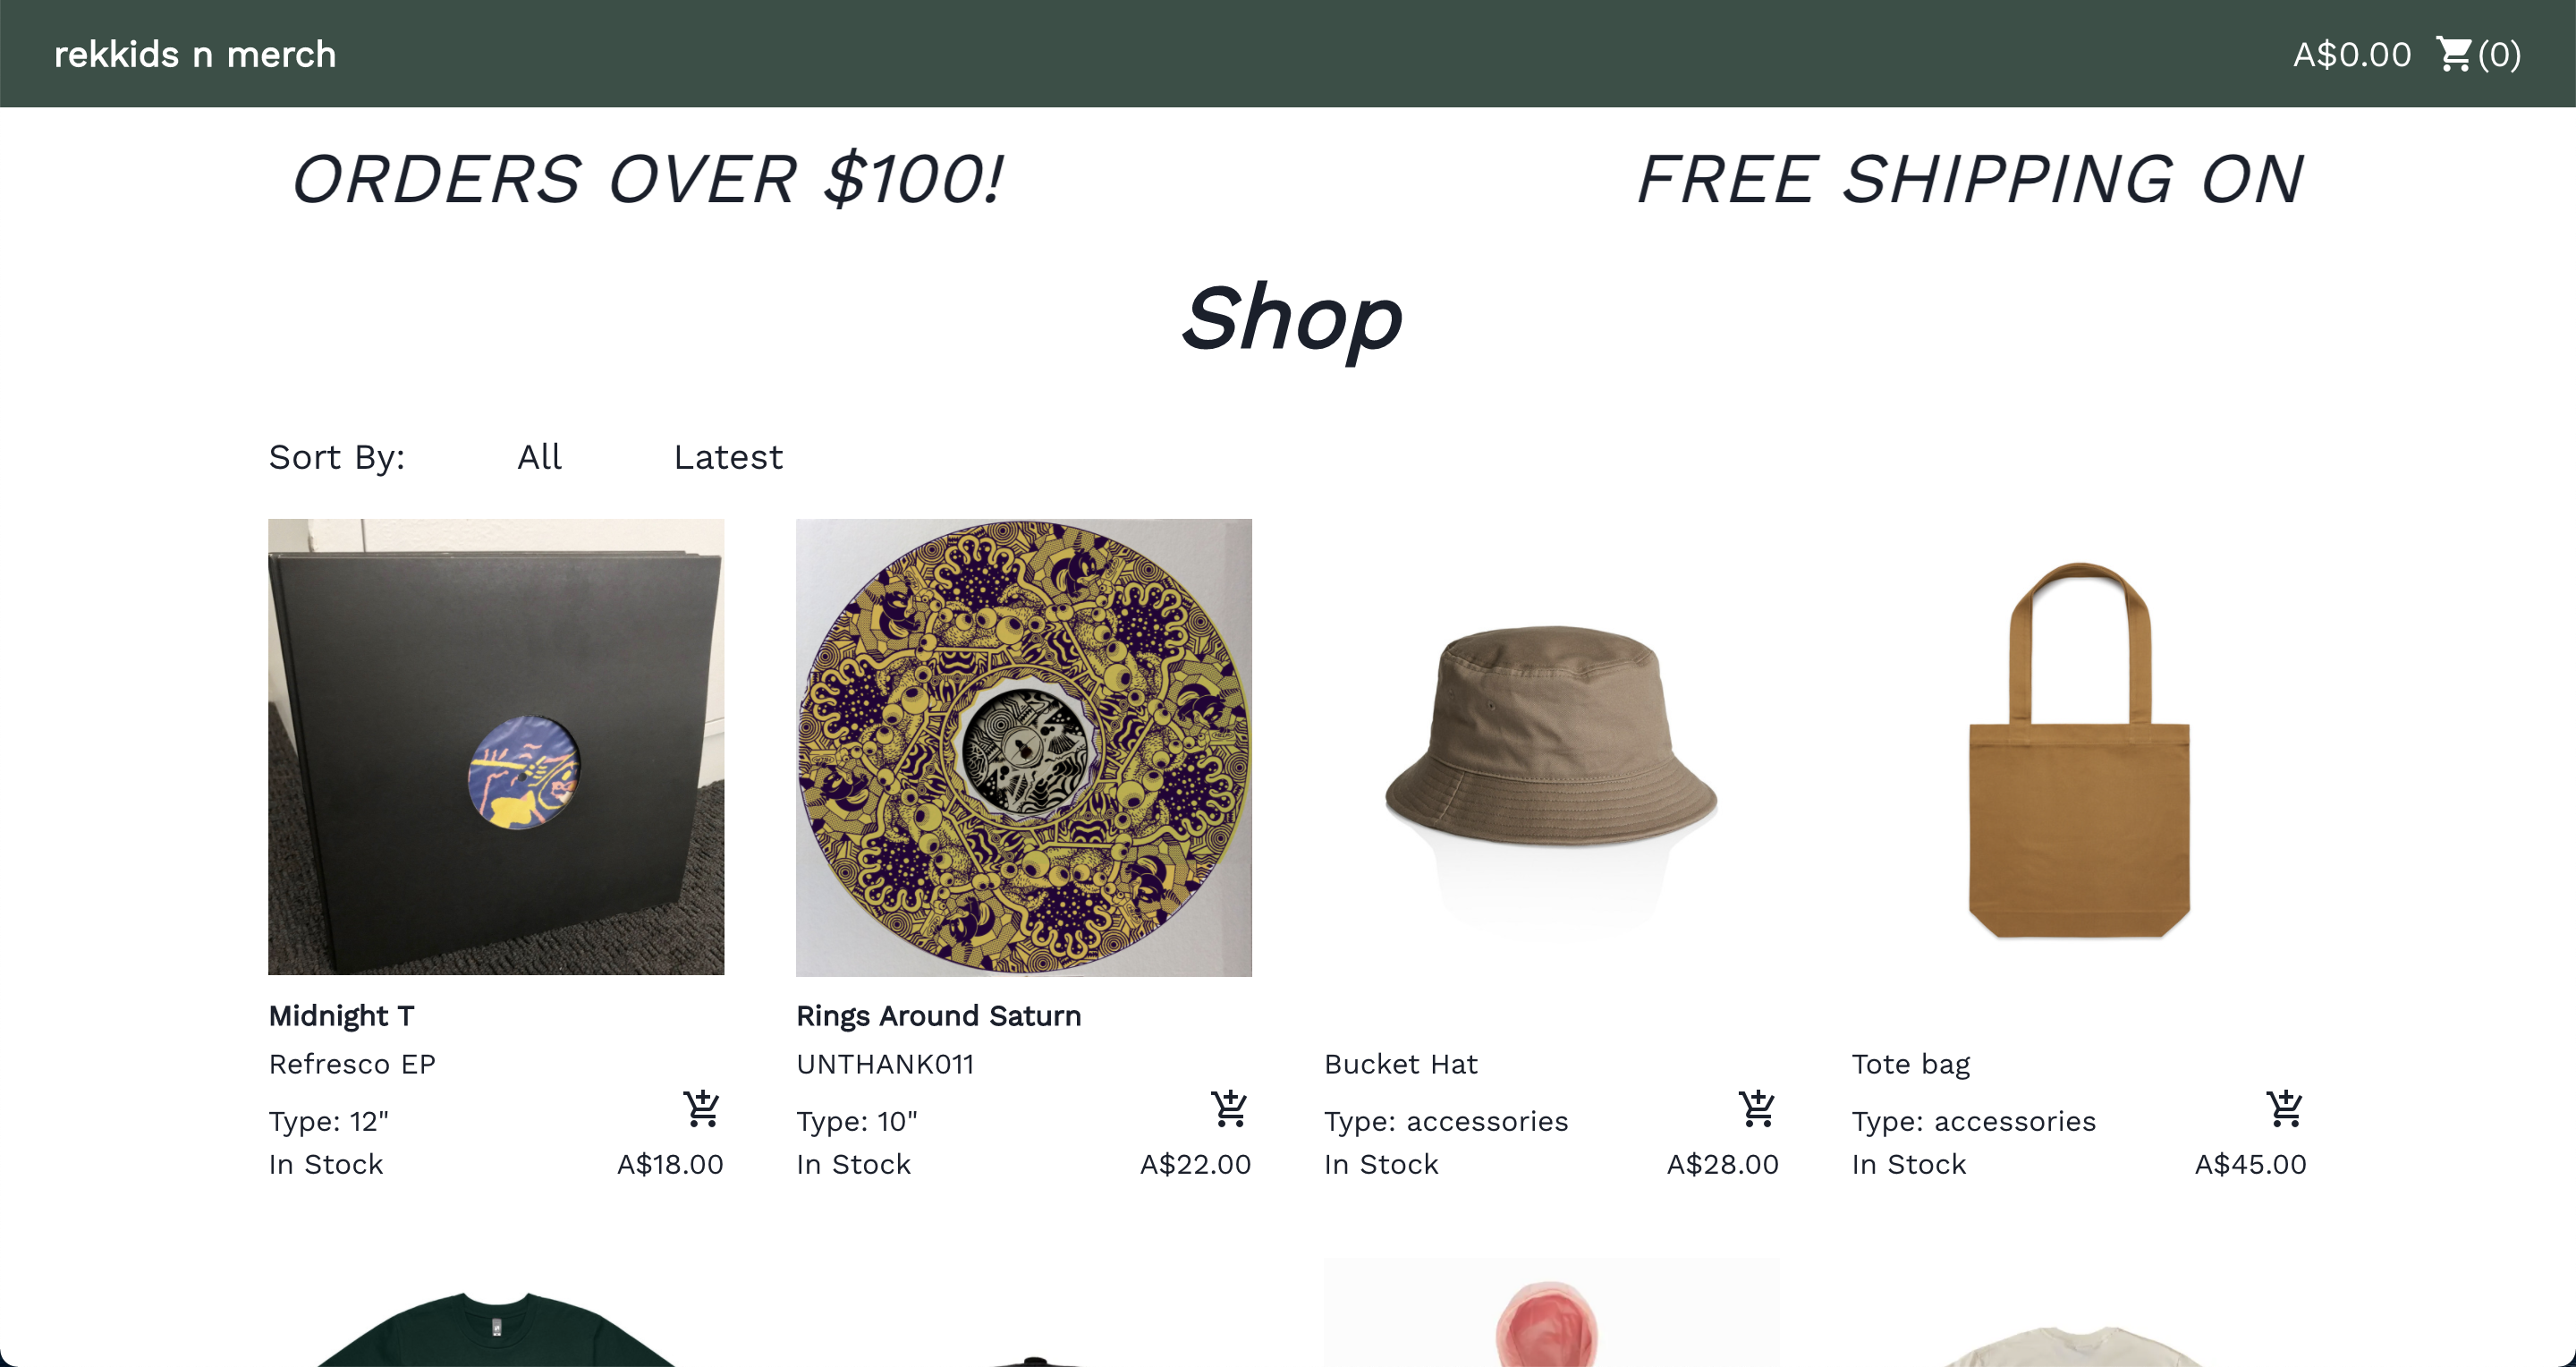 rekkids n merch
A$0.00 (0)
ORDERS OVER $100! FREE SHIPPING ON
Shop
Sort By: All Latest
Midnight T
Refresco EP
Type: 12"
In Stock A$18.00
Rings Around Saturn
UNTHANK011
Type: 10"
In Stock A$22.00
Bucket Hat
Type: accessories
In Stock A$28.00
Tote bag
Type: accessories
In Stock A$45.00